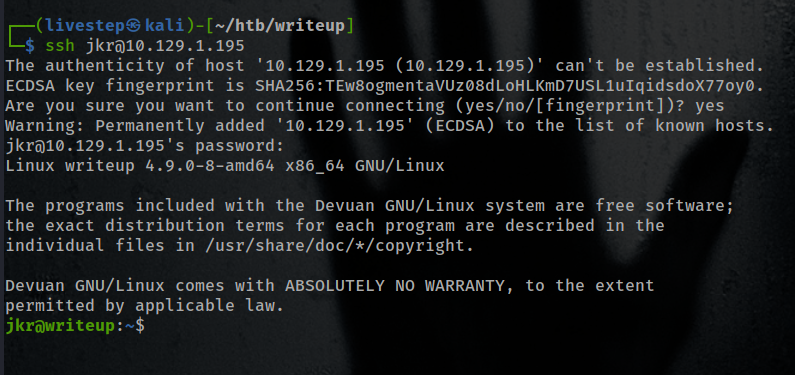 ┌──(livestep㉿kali)-[~/htb/writeup]
└─$ ssh jkr@10.129.1.195
The authenticity of host '10.129.1.195 (10.129.1.195)' can't be established.
ECDSA key fingerprint is SHA256:TEw8ogmentaVUz08dLoHLKmD7USL1uIqidsdoX77oy0.
Are you sure you want to continue connecting (yes/no/[fingerprint])? yes
Warning: Permanently added '10.129.1.195' (ECDSA) to the list of known hosts.
jkr@10.129.1.195's password:
Linux writeup 4.9.0-8-amd64 x86_64 GNU/Linux

The programs included with the Devuan GNU/Linux system are free software;
the exact distribution terms for each program are described in the
individual files in /usr/share/doc/*/copyright.

Devuan GNU/Linux comes with ABSOLUTELY NO WARRANTY, to the extent
permitted by applicable law.
jkr@writeup:~$